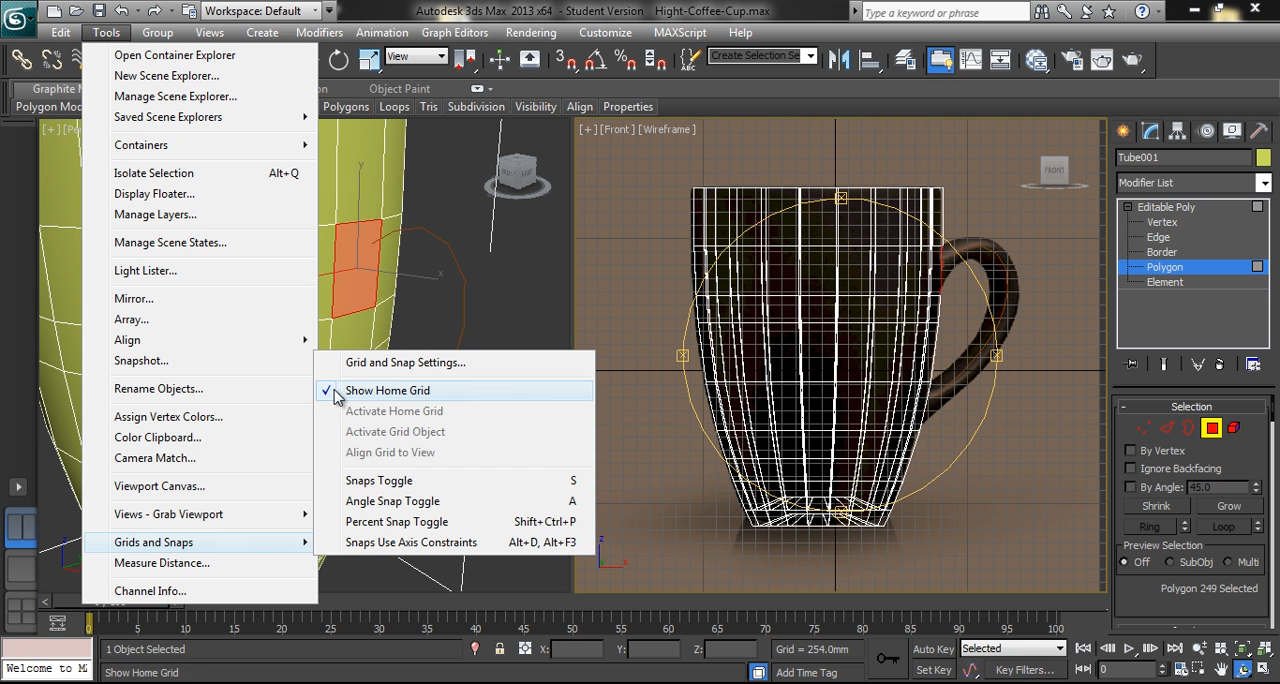 Workspace: Default
Autodesk 3ds Max 2013 x64 - Student Version Hight-Coffee-Cup.max
Type a keyword or phrase
Edit Tools Group Views Create Modifiers Animation Graph Editors Rendering Customize MAXScript Help
View
3
Create Selection Se
Graphite
Object Paint
Polygon Mod
Polygons Loops Tris Subdivision Visibility Align Properties
Open Container Explorer
New Scene Explorer...
Manage Scene Explorer...
Saved Scene Explorers
Containers
Isolate Selection Alt+Q
Display Floater...
Manage Layers...
Manage Scene States...
Light Lister...
Mirror...
Array...
Align
Snapshot...
Rename Objects...
Assign Vertex Colors...
Color Clipboard...
Camera Match...
Viewport Canvas...
Views - Grab Viewport
Grids and Snaps
Measure Distance...
Channel Info...
Grid and Snap Settings...
Show Home Grid
Activate Home Grid
Activate Grid Object
Align Grid to View
Snaps Toggle S
Angle Snap Toggle A
Percent Snap Toggle Shift+Ctrl+P
Snaps Use Axis Constraints Alt+D, Alt+F3
y
x
[+] [Front] [Wireframe]
FRONT
z
x
Tube001
Modifier List
Editable Poly
Vertex
Edge
Border
Polygon
Element
Selection
By Vertex
Ignore Backfacing
By Angle: 45.0
Shrink Grow
Ring Loop
Preview Selection
Off SubObj Multi
Polygon 249 Selected
5 10 15 20 25 30 35 40 45 50 55 60 65 70 75 80 85 90 95 100
1 Object Selected X: Y: Z: Grid = 254.0mm Auto Key Selected
Welcome to M Show Home Grid Add Time Tag Set Key Key Filters... 0